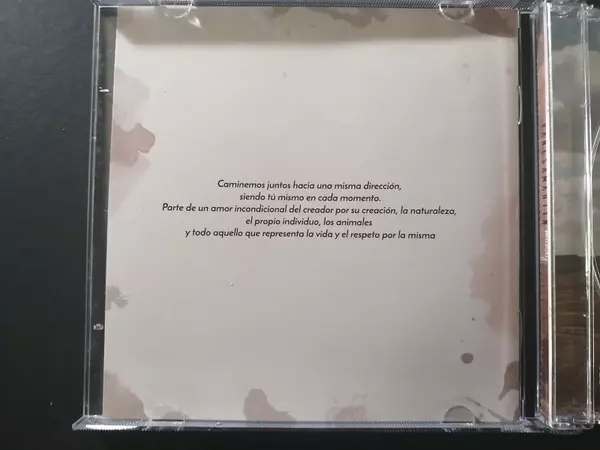 Caminemos juntos hacia una misma dirección,
siendo tú mismo en cada momento.
Parte de un amor incondicional del creador por su creación, la naturaleza,
el propio individuo, los animales
y todo aquello que representa la vida y el respeto por la misma
VANESA MARTÍN